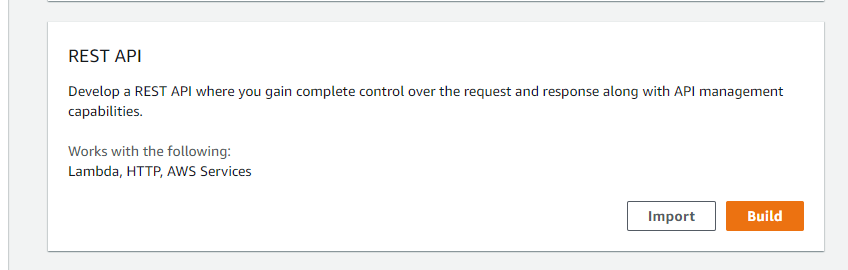 REST API
Develop a REST API where you gain complete control over the request and response along with API management
capabilities.
Works with the following:
Lambda, HTTP, AWS Services
Import
Build